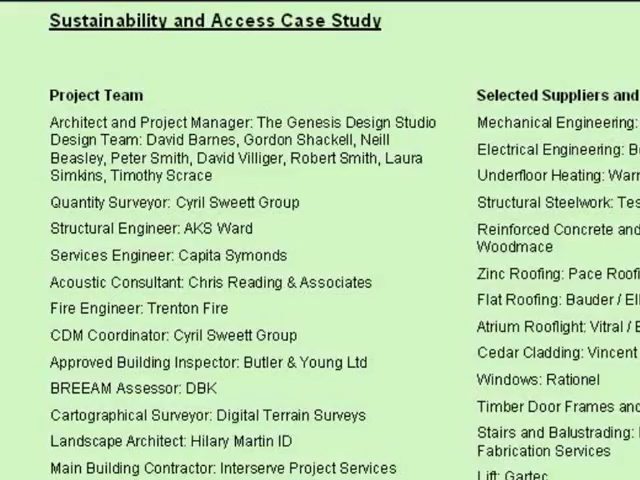 Sustainability and Access Case Study
Project Team
Architect and Project Manager: The Genesis Design Studio
Design Team: David Barnes, Gordon Shackell, Neill
Beasley, Peter Smith, David Villiger, Robert Smith, Laura
Simkins, Timothy Scrace
Quantity Surveyor: Cyril Sweett Group
Structural Engineer: AKS Ward
Services Engineer: Capita Symonds
Acoustic Consultant: Chris Reading & Associates
Fire Engineer: Trenton Fire
CDM Coordinator: Cyril Sweett Group
Approved Building Inspector: Butler & Young Ltd
BREEAM Assessor: DBK
Cartographical Surveyor: Digital Terrain Surveys
Landscape Architect: Hilary Martin ID
Main Building Contractor: Interserve Project Services
Selected Suppliers and
Mechanical Engineering:
Electrical Engineering:
Underfloor Heating:
Structural Steelwork:
Reinforced Concrete and
Woodmace
Zinc Roofing: Pace
Flat Roofing: Bauder /
Atrium Rooflight: Vitral /
Cedar Cladding: Vincent
Windows: Rationel
Timber Door Frames
Stairs and Balustrading:
Fabrication Services
Lift: Gartec